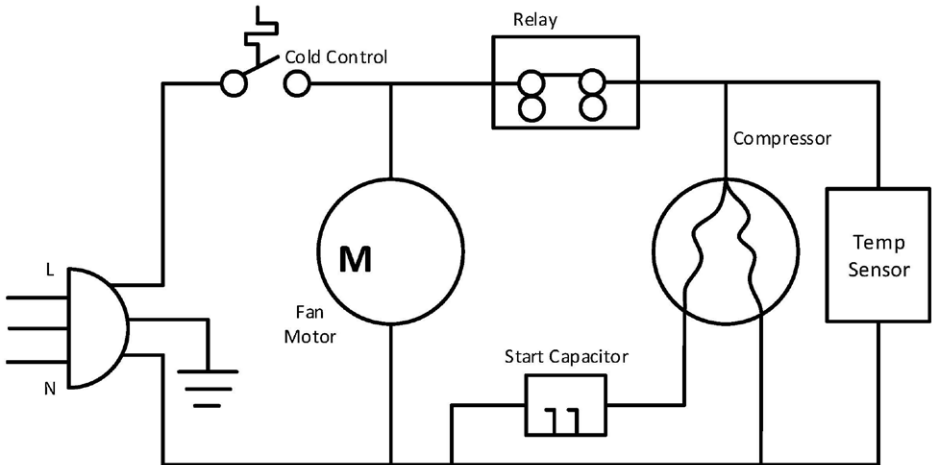 Relay
Cold Control
Compressor
L
M
Temp
Sensor
Fan
Motor
Start Capacitor
N